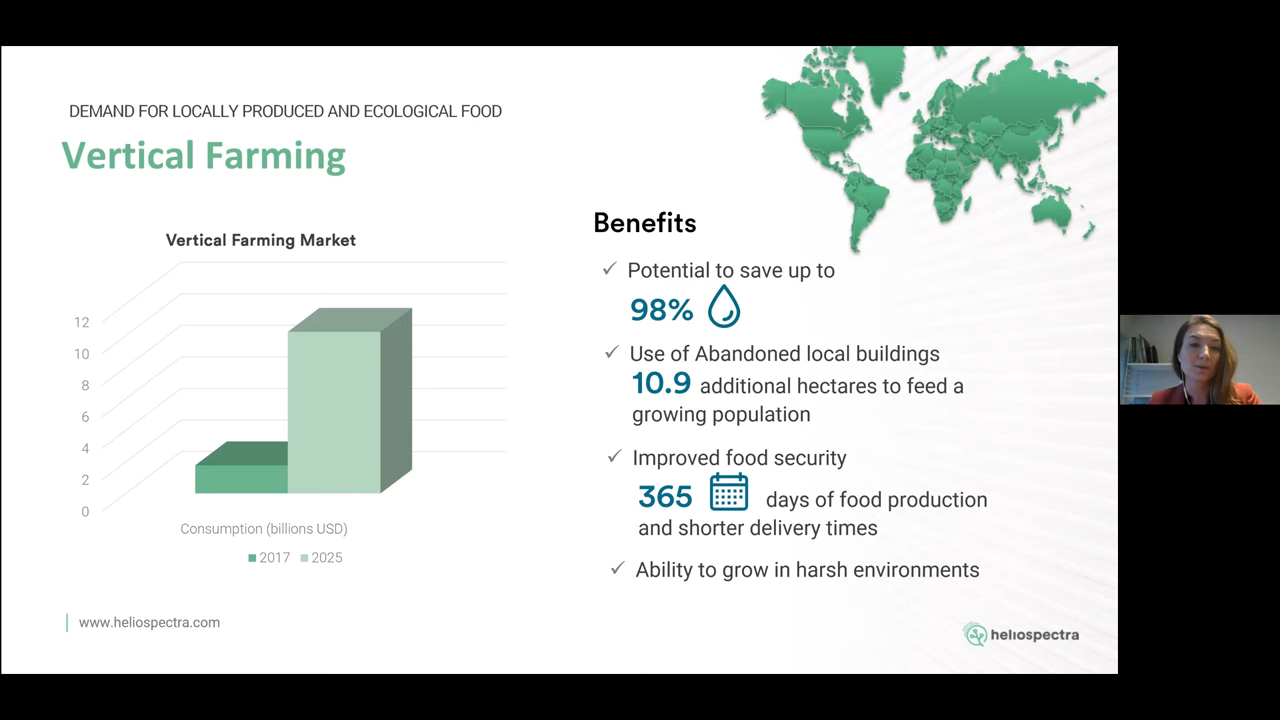 DEMAND FOR LOCALLY PRODUCED AND ECOLOGICAL FOOD
Vertical Farming
Vertical Farming Market
12
10
8
6
4
2
0
Consumption (billions USD)
2017 2025
Benefits
✓ Potential to save up to
98%
✓ Use of Abandoned local buildings
10.9 additional hectares to feed a
growing population
✓ Improved food security
365 days of food production
and shorter delivery times
✓ Ability to grow in harsh environments
www.heliospectra.com
heliospectra